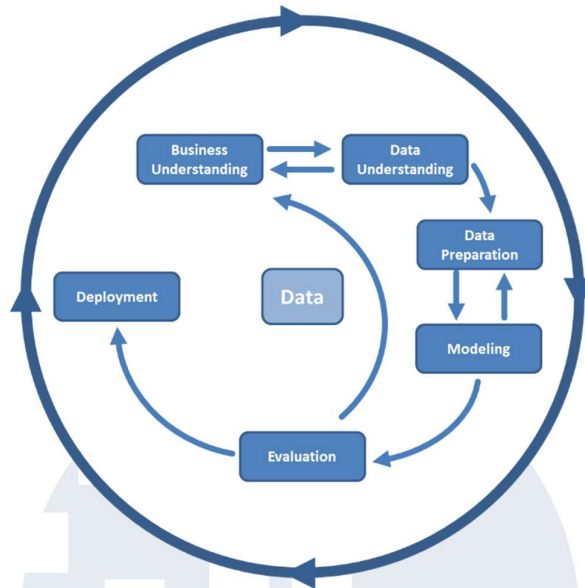 Business
Understanding
Data
Understanding
Data
Preparation
Deployment
Data
Modeling
Evaluation